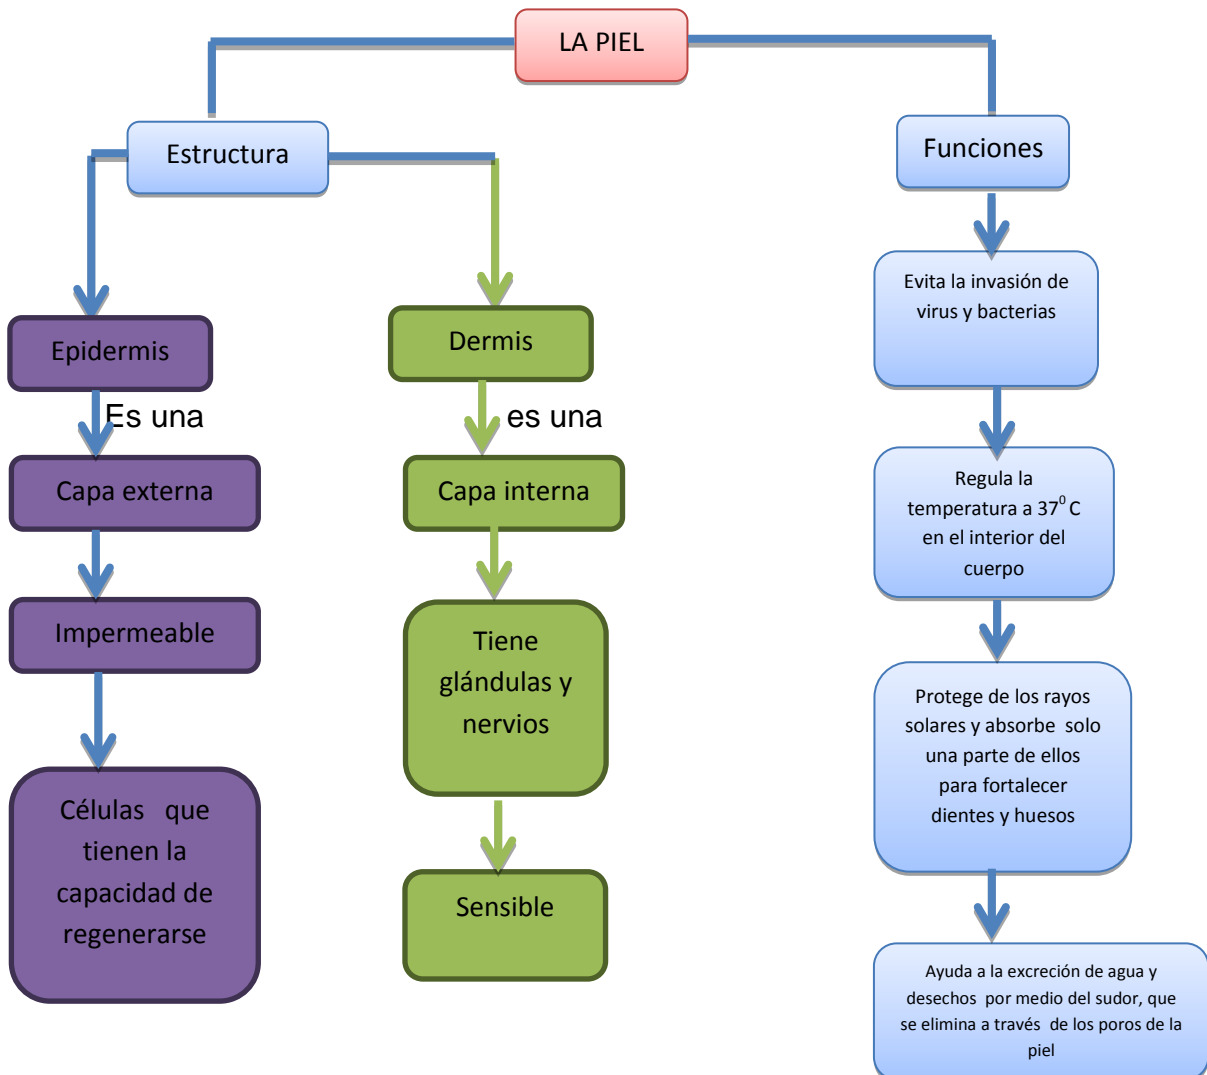 LA PIEL
Estructura
Funciones
Epidermis
Es una
Capa externa
Impermeable
Células que
tienen la
capacidad de
regenerarse
Dermis
es una
Capa interna
Tiene
glándulas y
nervios
Sensible
Evita la invasión de
virus y bacterias
Regula la
temperatura a 37⁰ C
en el interior del
cuerpo
Protege de los rayos
solares y absorbe solo
una parte de ellos
para fortalecer
dientes y huesos
Ayuda a la excreción de agua y
desechos por medio del sudor, que
se elimina a través de los poros de la
piel